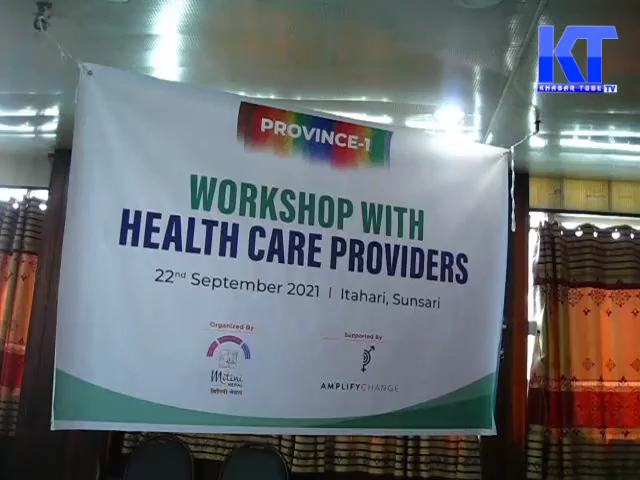 KT
KHABAR TUBE TV
PROVINCE-1
WORKSHOP WITH
HEALTH CARE PROVIDERS
22nd September 2021 | Itahari, Sunsari
Organized By
Supported By
Mitini
NEPAL
मितिनी नेपाल
AMPLIFYCHANGE